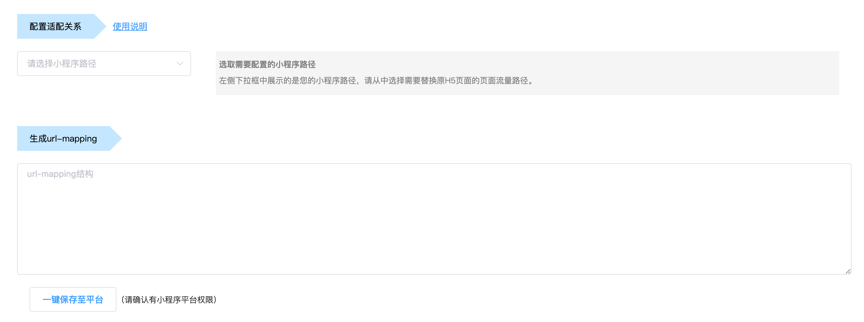 配置适配关系 使用说明
请选择小程序路径
选取需要配置的小程序路径
左侧下拉框中展示的是您的小程序路径，请从中选择需要替换原H5页面的页面流量路径。
生成url-mapping
url-mapping结构
一键保存至平台 (请确认有小程序平台权限)